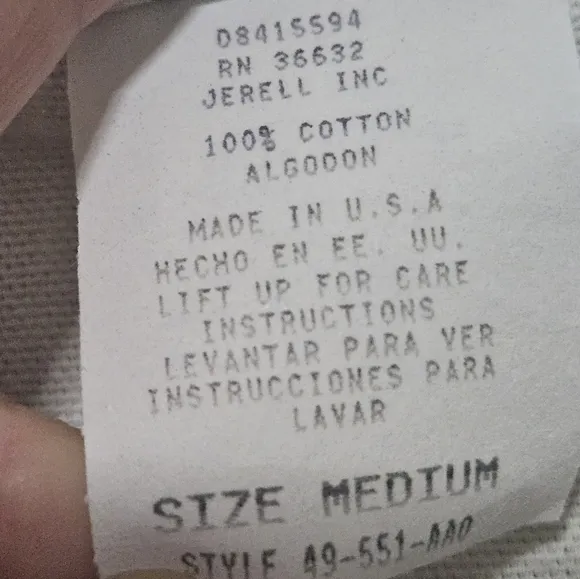 08415594
RN 36632
JERELL INC
100% COTTON
ALGODON
MADE IN U.S.A
HECHO EN EE. UU.
LIFT UP FOR CARE
INSTRUCTIONS
LEVANTAR PARA VER
INSTRUCCIONES PARA
LAVAR
SIZE MEDIUM
STYLE A9-551-AAO